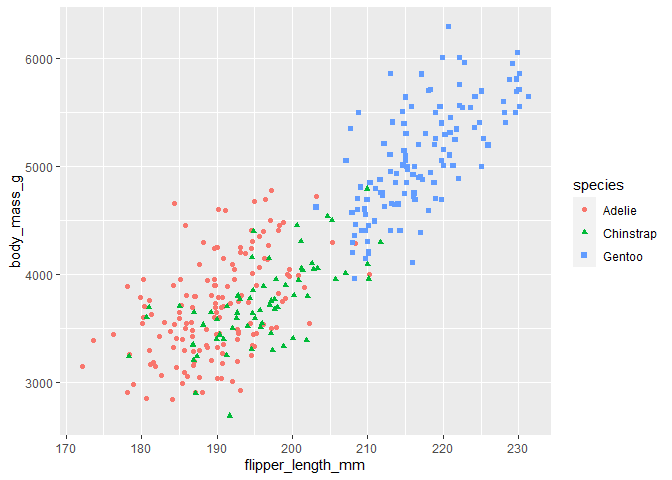 6000
5000
4000
3000
body_mass_g
170 180 190 200 210 220 230
flipper_length_mm
species
Adelie
Chinstrap
Gentoo